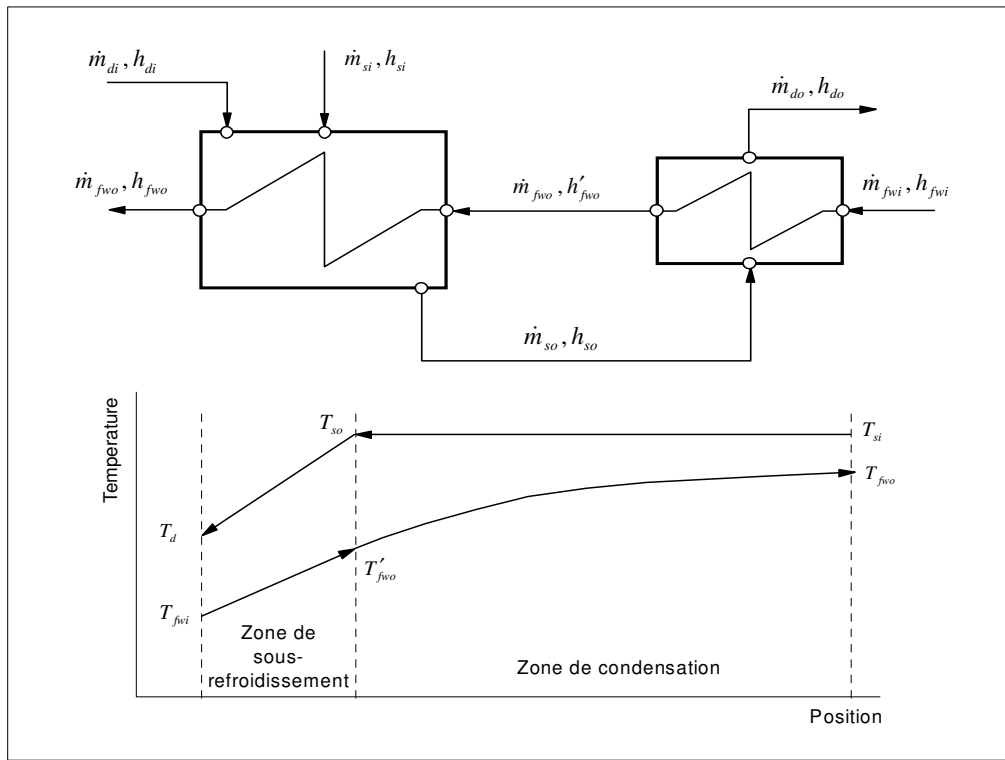 ṁ_di, h_di
ṁ_si, h_si
ṁ_do, h_do
ṁ_fwo, h_fwo
ṁ_fwo, h′_fwo
ṁ_fwi, h_fwi
ṁ_so, h_so
Temperature
T_so
T_si
T_fwo
T_d
T′_fwo
T_fwi
Zone de
sous-
refroidissement
Zone de condensation
Position